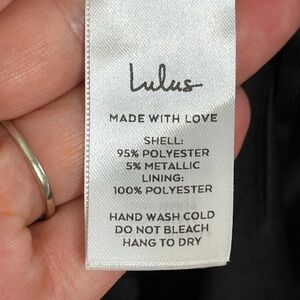 Lulus
MADE WITH LOVE
SHELL:
95% POLYESTER
5% METALLIC
LINING:
100% POLYESTER
HAND WASH COLD
DO NOT BLEACH
HANG TO DRY